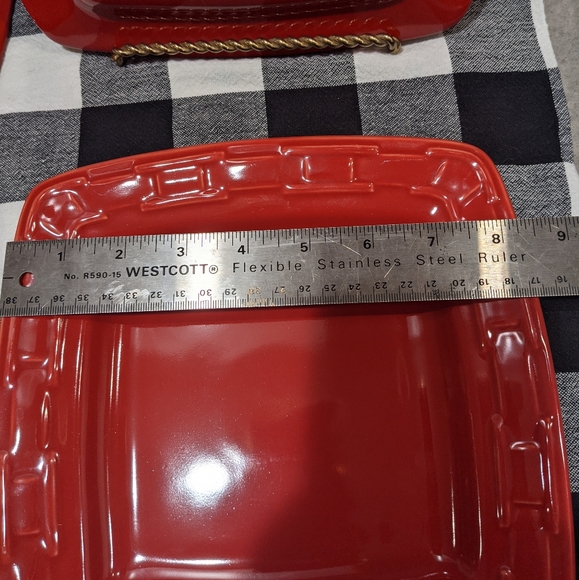 1 2 3 4 5 6 7 8 9
No. R590-15 WESTCOTT® Flexible Stainless Steel Ruler
38 37 36 35 34 33 32 31 30 29 28 27 26 25 24 23 22 21 20 19 18 17 16